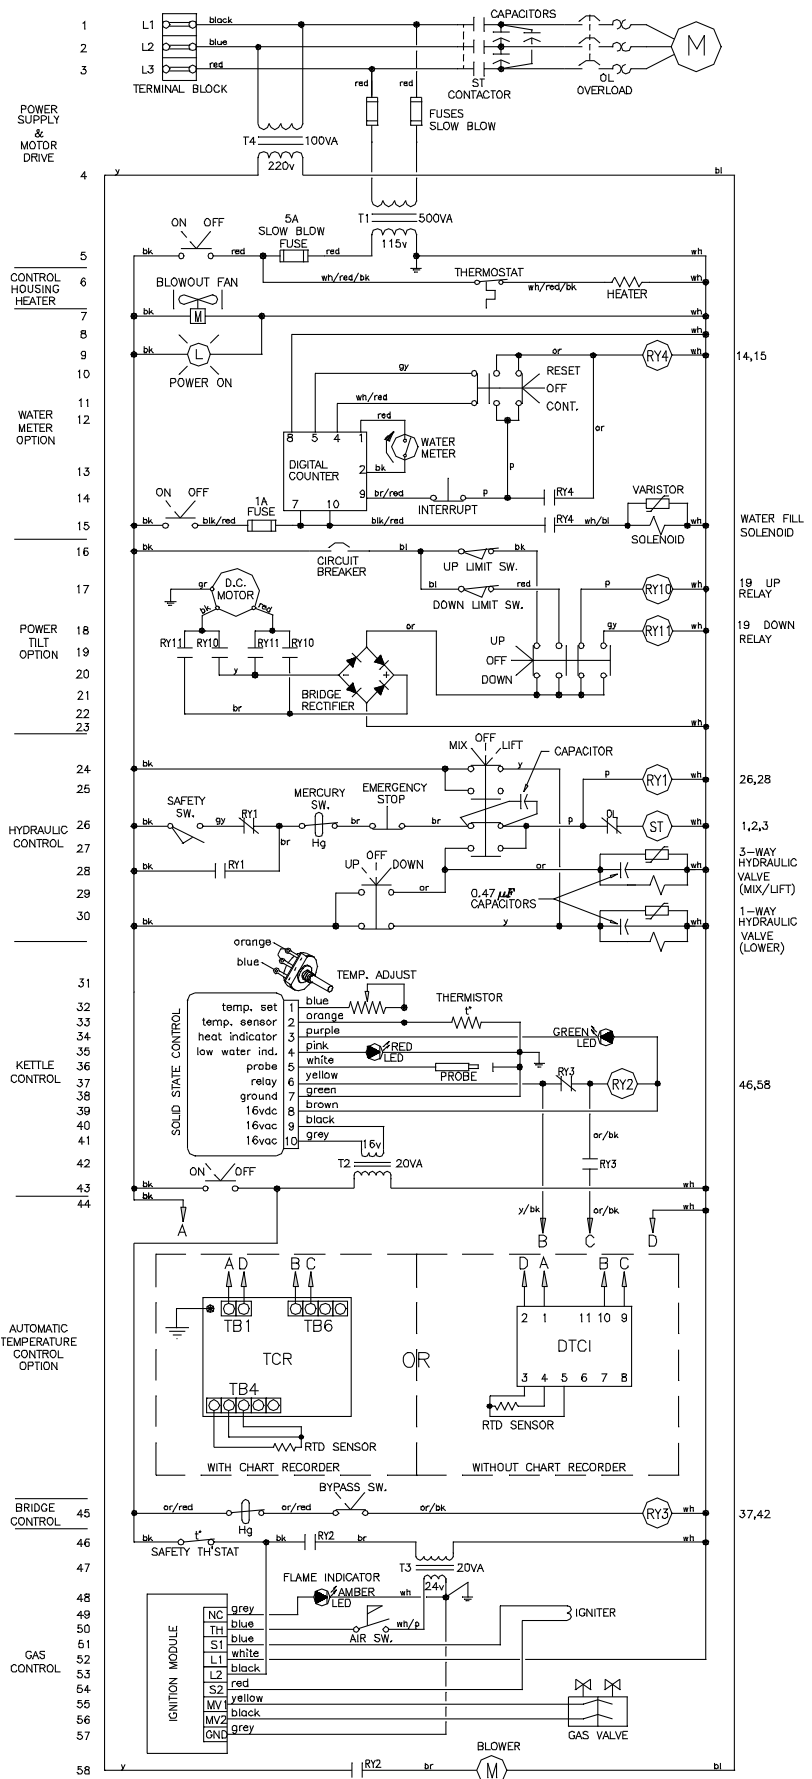 1 L1 black CAPACITORS
2 L2 blue M
3 L3 red
TERMINAL BLOCK red red ST CONTACTOR OL OVERLOAD
POWER SUPPLY & MOTOR DRIVE
FUSES SLOW BLOW
T4 100VA
220v
4 y bl
T1 500VA
115v
ON OFF 5A SLOW BLOW FUSE
5 bk red red wh
CONTROL HOUSING HEATER
6 wh/red/bk THERMOSTAT wh/red/bk HEATER wh
BLOWOUT FAN
7 bk M wh
8 wh
9 bk L or RY4 wh 14,15
POWER ON
10 gy RESET
OFF
11 wh/red CONT.
WATER METER OPTION
12 red or
8 5 4 1
WATER METER
DIGITAL COUNTER
13 2 bk p
14 9 br/red p RY4
INTERRUPT
7 10
VARISTOR
ON OFF 1A FUSE
15 bk blk/red blk/red RY4 wh/bl wh
SOLENOID
WATER FILL SOLENOID
16 bk CIRCUIT BREAKER bl UP LIMIT SW. bk
17 gr D.C. MOTOR bl red p RY10 wh 19 UP RELAY
DOWN LIMIT SW.
bk red
POWER TILT OPTION
18 or gy RY11 wh 19 DOWN RELAY
19 RY11 RY10 RY11 RY10 UP
OFF
20 y - + DOWN
21 BRIDGE RECTIFIER
22 br
23 wh
MIX OFF LIFT
CAPACITOR
24 bk y
p RY1 wh 26,28
25
SAFETY SW. MERCURY SW. EMERGENCY STOP
HYDRAULIC CONTROL
26 bk gy RY1 br br p OL ST wh 1,2,3
Hg
27 br
28 bk RY1 or wh
3-WAY HYDRAULIC VALVE (MIX/LIFT)
UP OFF DOWN
29 or 0.47 µF CAPACITORS
30 bk y wh
1-WAY HYDRAULIC VALVE (LOWER)
orange
blue
31 TEMP. ADJUST
SOLID STATE CONTROL
32 temp. set 1 blue THERMISTOR
33 temp. sensor 2 orange t°
34 heat indicator 3 purple GREEN LED
35 low water ind. 4 pink RED LED
KETTLE CONTROL
36 probe 5 white PROBE
37 relay 6 yellow RY3 RY2 46,58
38 ground 7 green
39 16vdc 8 brown
40 16vac 9 black
41 16vac 10 grey 16v or/bk
42 T2 20VA RY3
ON OFF
43 bk wh
44 bk wh
A y/bk or/bk
B C D
A D B C
D A B C
TB1 TB6
2 1 11 10 9
AUTOMATIC TEMPERATURE CONTROL OPTION
TCR OR DTCI
TB4
3 4 5 6 7 8
RTD SENSOR
RTD SENSOR
WITH CHART RECORDER
WITHOUT CHART RECORDER
BYPASS SW.
BRIDGE CONTROL
45 or/red or/red or/bk RY3 wh 37,42
Hg
46 bk t° bk RY2 br wh
SAFETY TH'STAT
47 T3 20VA
FLAME INDICATOR 24v
48 AMBER LED wh
IGNITION MODULE
49 NC grey
50 TH blue AIR SW. wh/p IGNITER
51 S1 blue
GAS CONTROL
52 L1 white
53 L2 black
54 S2 red
55 MV1 yellow
56 MV2 black
57 GND grey GAS VALVE
BLOWER
58 y RY2 br M bl